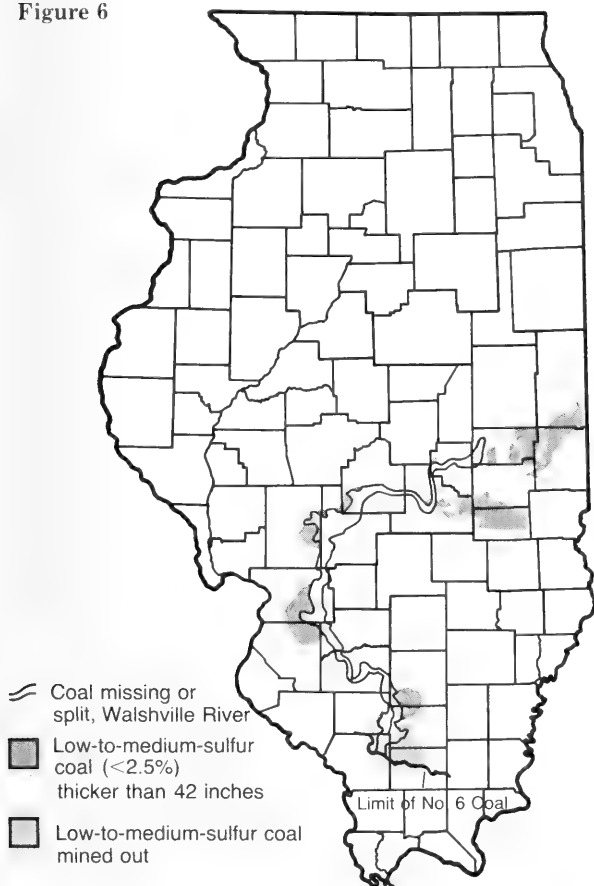 Figure 6
Coal missing or
split, Walshville River
Low-to-medium-sulfur
coal (<2.5%)
thicker than 42 inches
Low-to-medium-sulfur coal
mined out
Limit of No. 6 Coal